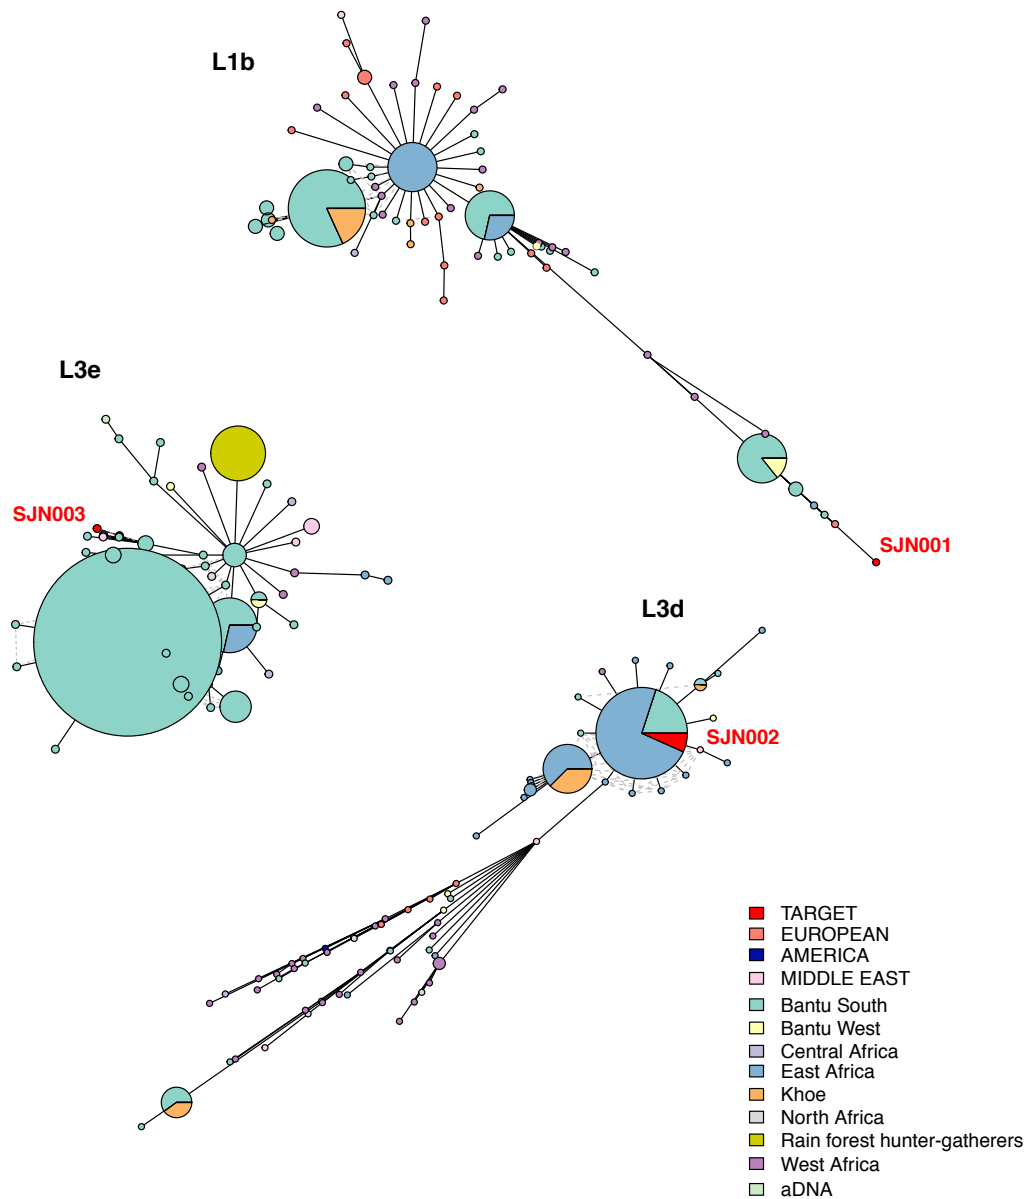 L1b
L3e
SJN003
SJN001
L3d
SJN002
TARGET
EUROPEAN
AMERICA
MIDDLE EAST
Bantu South
Bantu West
Central Africa
East Africa
Khoe
North Africa
Rain forest hunter-gatherers
West Africa
aDNA